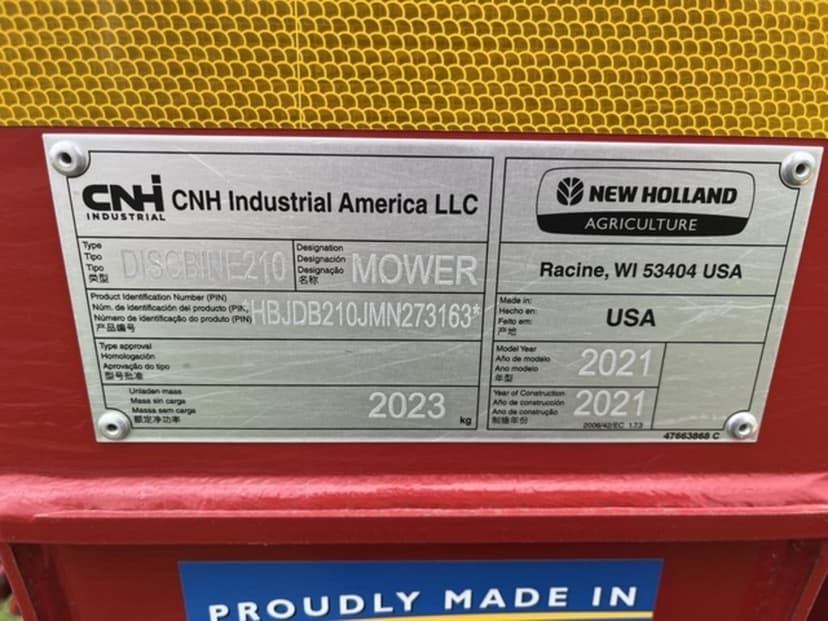 CNHi
INDUSTRIAL
CNH Industrial America LLC
Type
Tipo
Tipo
类型
DISCBINE210
Designation
Designación
Designação
名称
MOWER
Product Identification Number (PIN)
Núm. de identificación del producto (PIN)
Número de identificação do produto (PIN)
产品编号
*HBJDB210JMN273163*
Type approval
Homologación
Aprovação do tipo
型号批准
Unladen mass
Masa sin carga
Massa sem carga
额定净功率
2023
kg
NEW HOLLAND
AGRICULTURE
Racine, WI 53404 USA
Made in:
Hecho en:
Feito em:
产地
USA
Model Year
Año de modelo
Ano modelo
年型
2021
Year of Construction
Año de construcción
Ano de construção
制造年份
2021
2006/42/EC 1.7.3
47663868 C
PROUDLY MADE IN